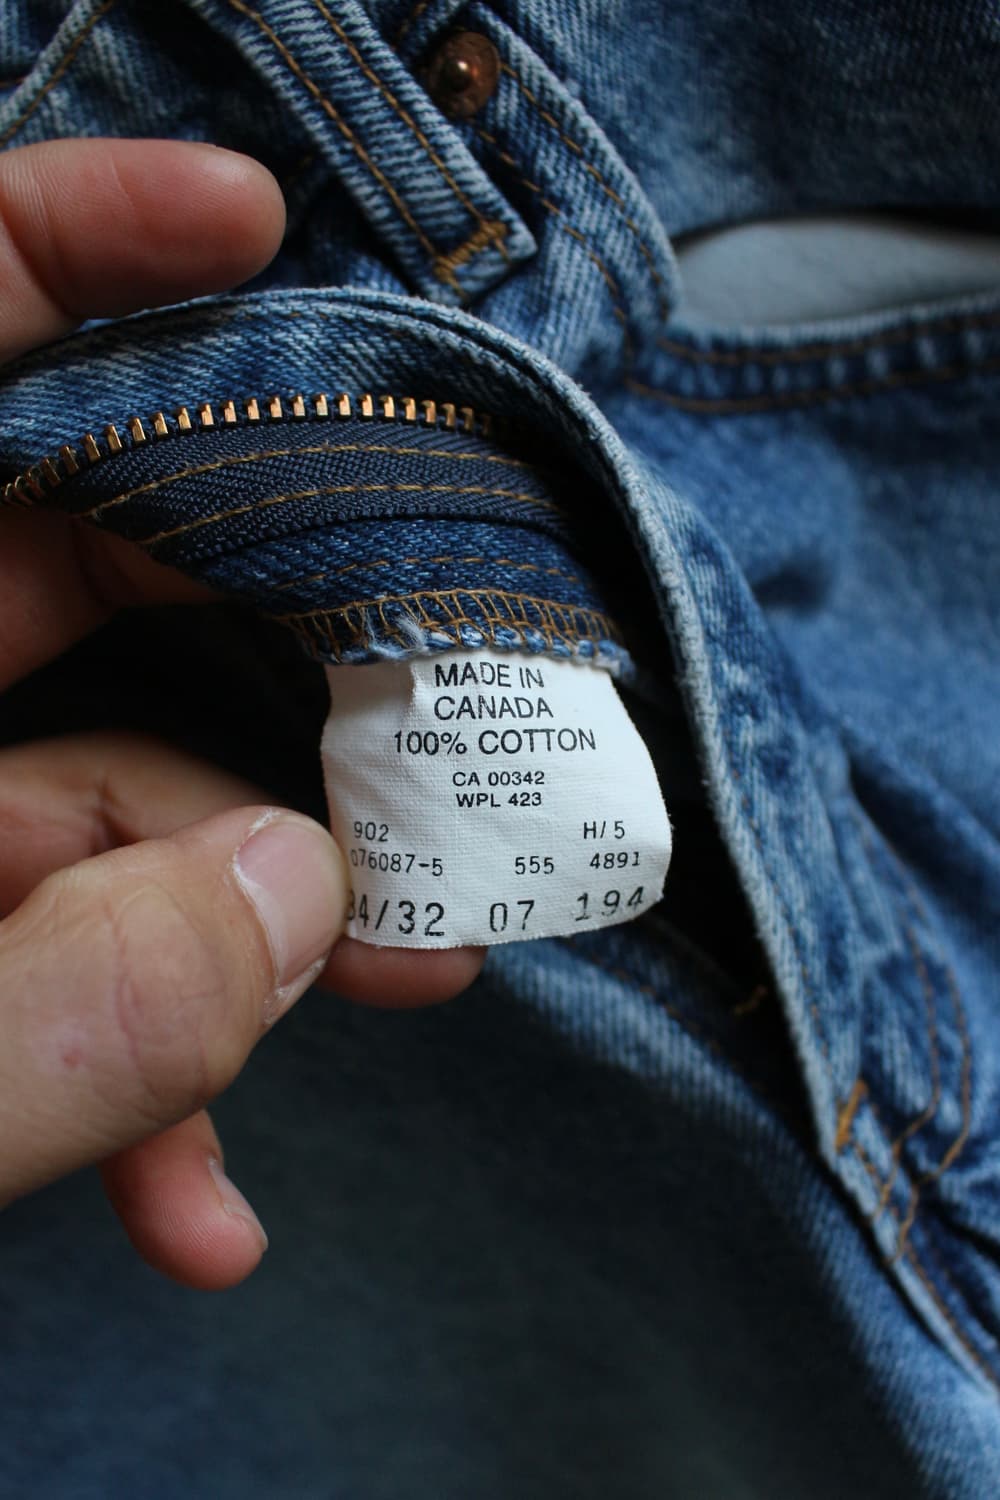 MADE IN
CANADA
100% COTTON
CA 00342
WPL 423
902 H/5
076087-5 555 4891
34/32 07 194